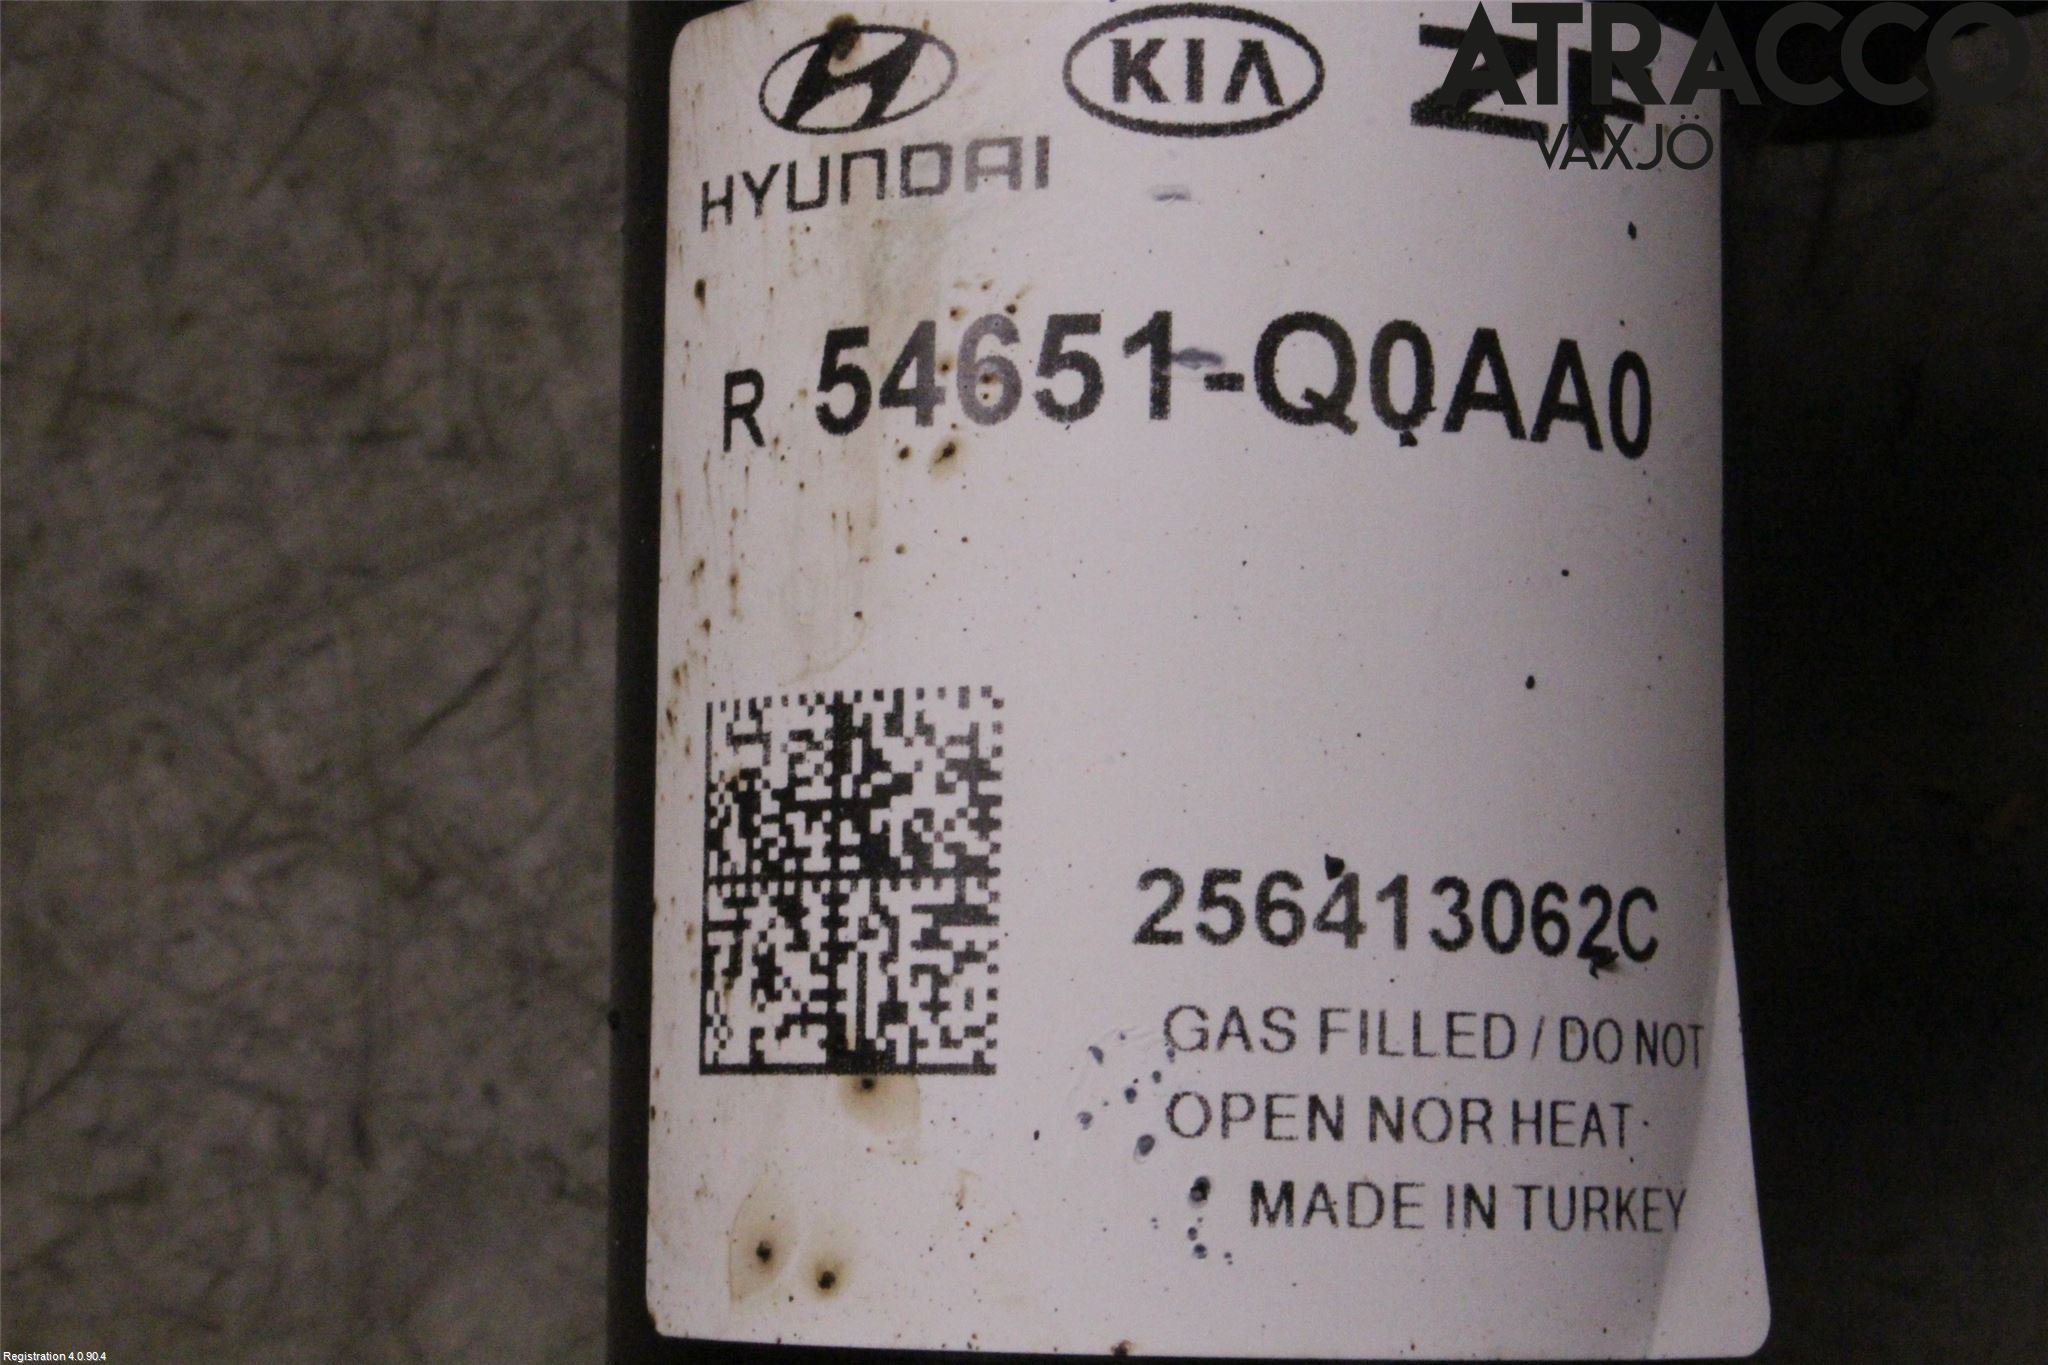 ATRACCO
VAXJÖ
KIA
ZF
HYUNDAI
R 54651-Q0AA0
256413062C
GAS FILLED / DO NOT
OPEN NOR HEAT.
MADE IN TURKEY
Registration 4.0.90.4